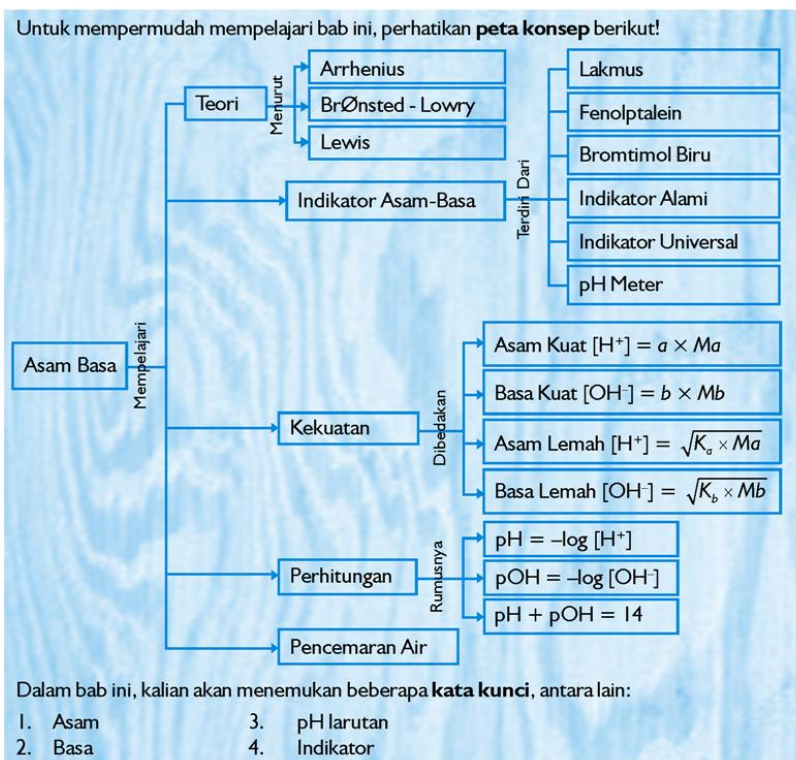 Untuk mempermudah mempelajari bab ini, perhatikan peta konsep berikut!
Asam Basa
Mempelajari
Teori
Menurut
Arrhenius
BrØnsted - Lowry
Lewis
Indikator Asam-Basa
Terdiri Dari
Lakmus
Fenolptalein
Bromtimol Biru
Indikator Alami
Indikator Universal
pH Meter
Kekuatan
Dibedakan
Asam Kuat [H⁺] = a × Ma
Basa Kuat [OH⁻] = b × Mb
Asam Lemah [H⁺] = √(Kₐ × Ma)
Basa Lemah [OH⁻] = √(K_b × Mb)
Perhitungan
Rumusnya
pH = –log [H⁺]
pOH = –log [OH⁻]
pH + pOH = 14
Pencemaran Air
Dalam bab ini, kalian akan menemukan beberapa kata kunci, antara lain:
1. Asam
2. Basa
3. pH larutan
4. Indikator